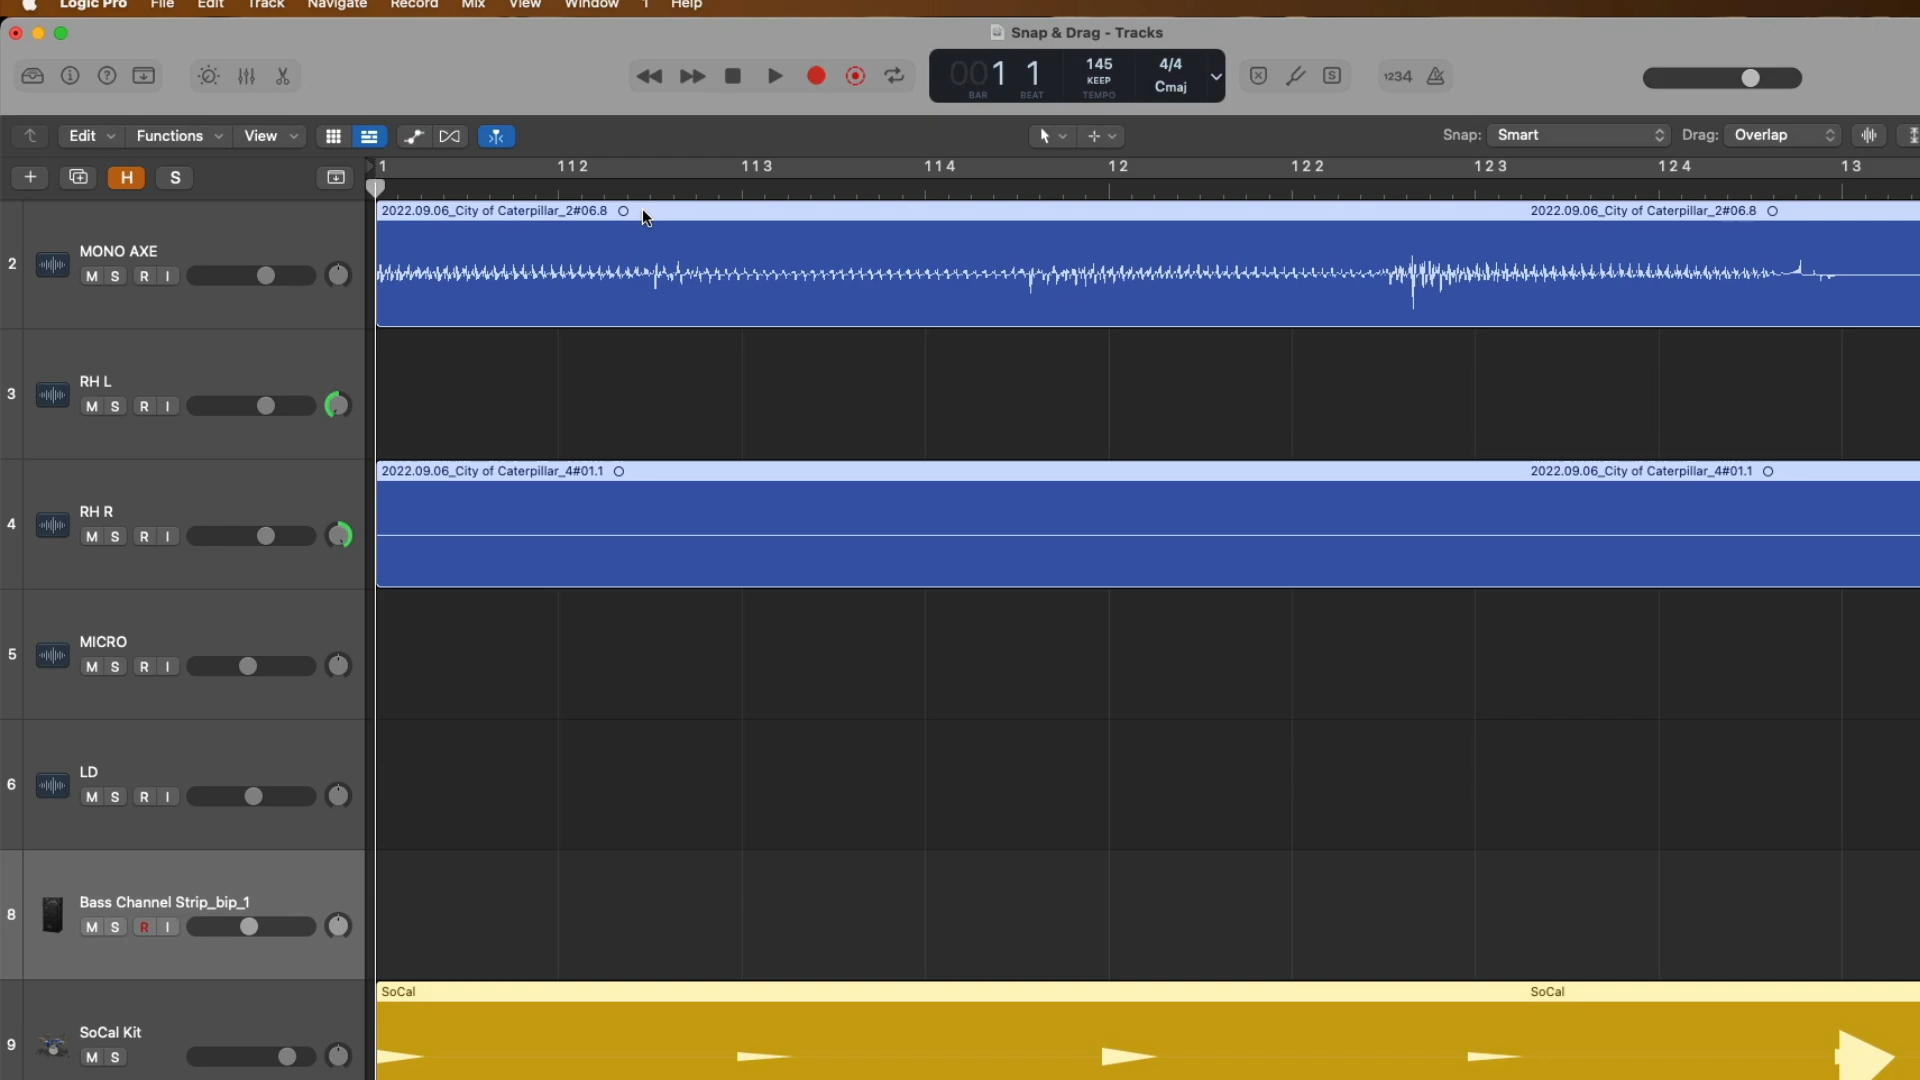 Logic Pro File Edit Track Navigate Record Mix View Window 1 Help
Snap & Drag - Tracks
001 1 145 4/4
KEEP Cmaj
BAR BEAT TEMPO
S 1234
Edit Functions View Snap: Smart Drag: Overlap
H S
1 1 1 2 1 1 3 1 1 4 1 2 1 2 2 1 2 3 1 2 4 1 3
2022.09.06_City of Caterpillar_2#06.8 2022.09.06_City of Caterpillar_2#06.8
2 MONO AXE
M S R I
3 RH L
M S R I
2022.09.06_City of Caterpillar_4#01.1 2022.09.06_City of Caterpillar_4#01.1
4 RH R
M S R I
5 MICRO
M S R I
6 LD
M S R I
8 Bass Channel Strip_bip_1
M S R I
SoCal SoCal
9 SoCal Kit
M S